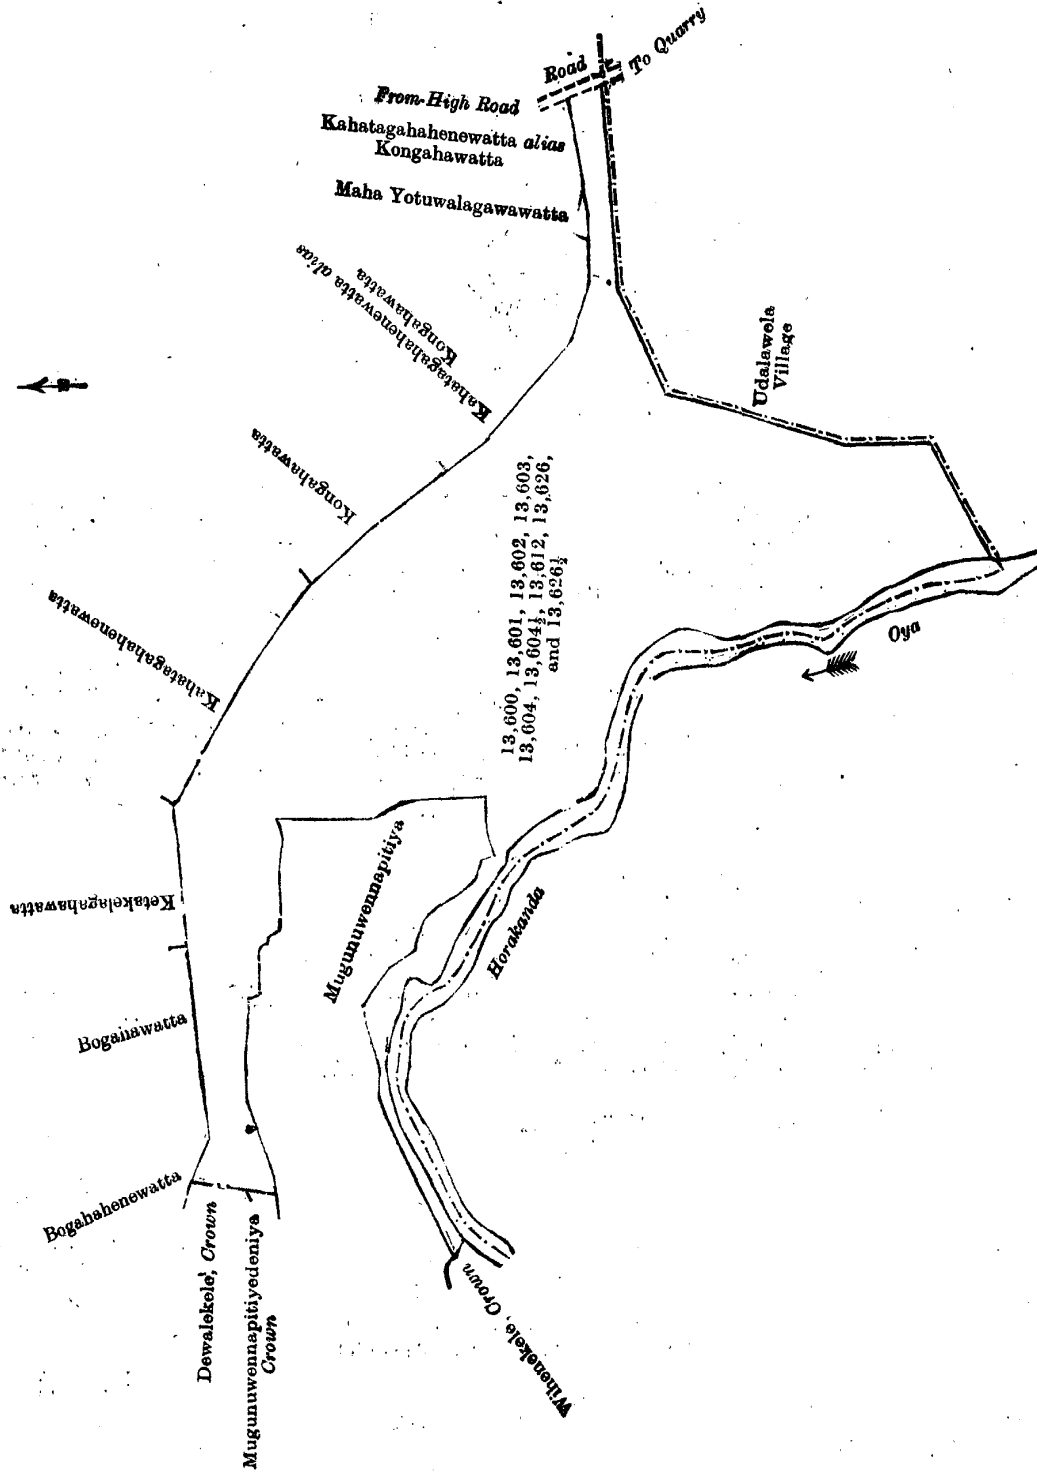 Road
To Quarry
From High Road
Kahatagahahenewatta alias
Kongahawatta
Maha Yotuwalagawawatta
Kahatagahahenewatta alias
Kongahawatta
Kongahawatta
Kahatagahahenewatta
Ketakelagahawatta
Bogahawatta
Bogahahenewatta
Udalawela
Village
13,600, 13,601, 13,602, 13,603,
13,604, 13,604½, 13,612, 13,626,
and 13,626½
Oya
Mugunuwennapitiya
Horakanda
Dewalekele, Crown
Mugunuwennapitiyedeniya
Crown
Wihenekele, Crown